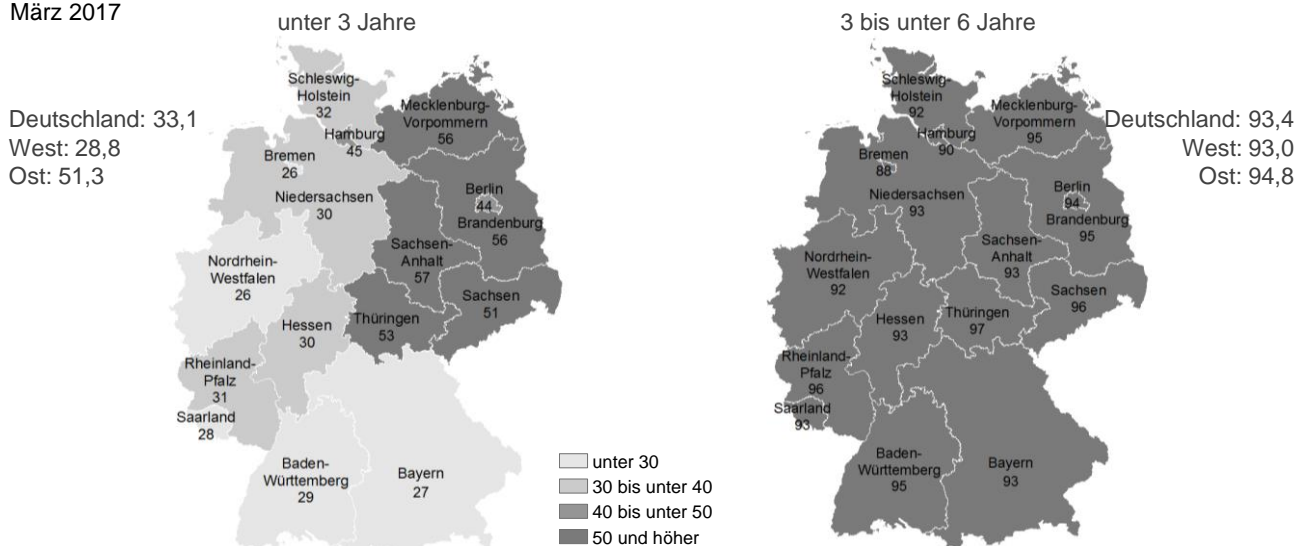 März 2017
unter 3 Jahre
Deutschland: 33,1
West: 28,8
Ost: 51,3
Schleswig-
Holstein
32
Mecklenburg-
Vorpommern
56
Hamburg
45
Bremen
26
Niedersachsen
30
Berlin
44
Brandenburg
56
Sachsen-
Anhalt
57
Nordrhein-
Westfalen
26
Sachsen
51
Thüringen
53
Hessen
30
Rheinland-
Pfalz
31
Saarland
28
Baden-
Württemberg
29
Bayern
27
unter 30
30 bis unter 40
40 bis unter 50
50 und höher
3 bis unter 6 Jahre
Deutschland: 93,4
West: 93,0
Ost: 94,8
Schleswig-
Holstein
92
Mecklenburg-
Vorpommern
95
Hamburg
90
Bremen
88
Niedersachsen
93
Berlin
94
Brandenburg
95
Sachsen-
Anhalt
93
Nordrhein-
Westfalen
92
Sachsen
96
Thüringen
97
Hessen
93
Rheinland-
Pfalz
96
Saarland
93
Baden-
Württemberg
95
Bayern
93